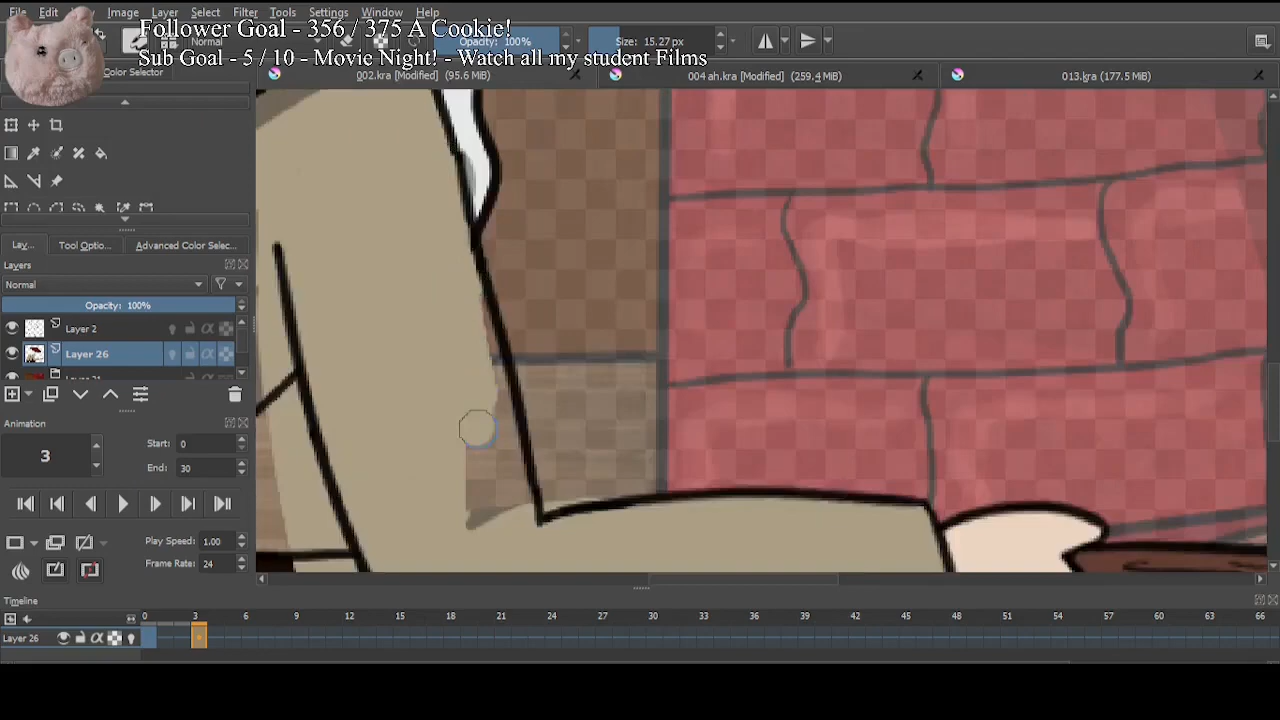 File Edit Image Layer Select Filter Tools Settings Window Help
Follower Goal - 356 / 375 A Cookie!
Normal Opacity: 100% Size: 15.27 px
Sub Goal - 5 / 10 - Movie Night! - Watch all my student Films
Color Selector
002.kra [Modified] (95.6 MiB) 004 ah.kra [Modified] (259.4 MiB) 013.kra (177.5 MiB)
Lay... Tool Optio... Advanced Color Selec...
Layers
Normal
Opacity: 100%
Layer 2
Layer 26
Animation
3 Start: 0
End: 30
Play Speed: 1.00
Frame Rate: 24
Timeline
0 3 6 9 12 15 18 21 24 27 30 33 36 39 42 45 48 51 54 57 60 63 66
Layer 26